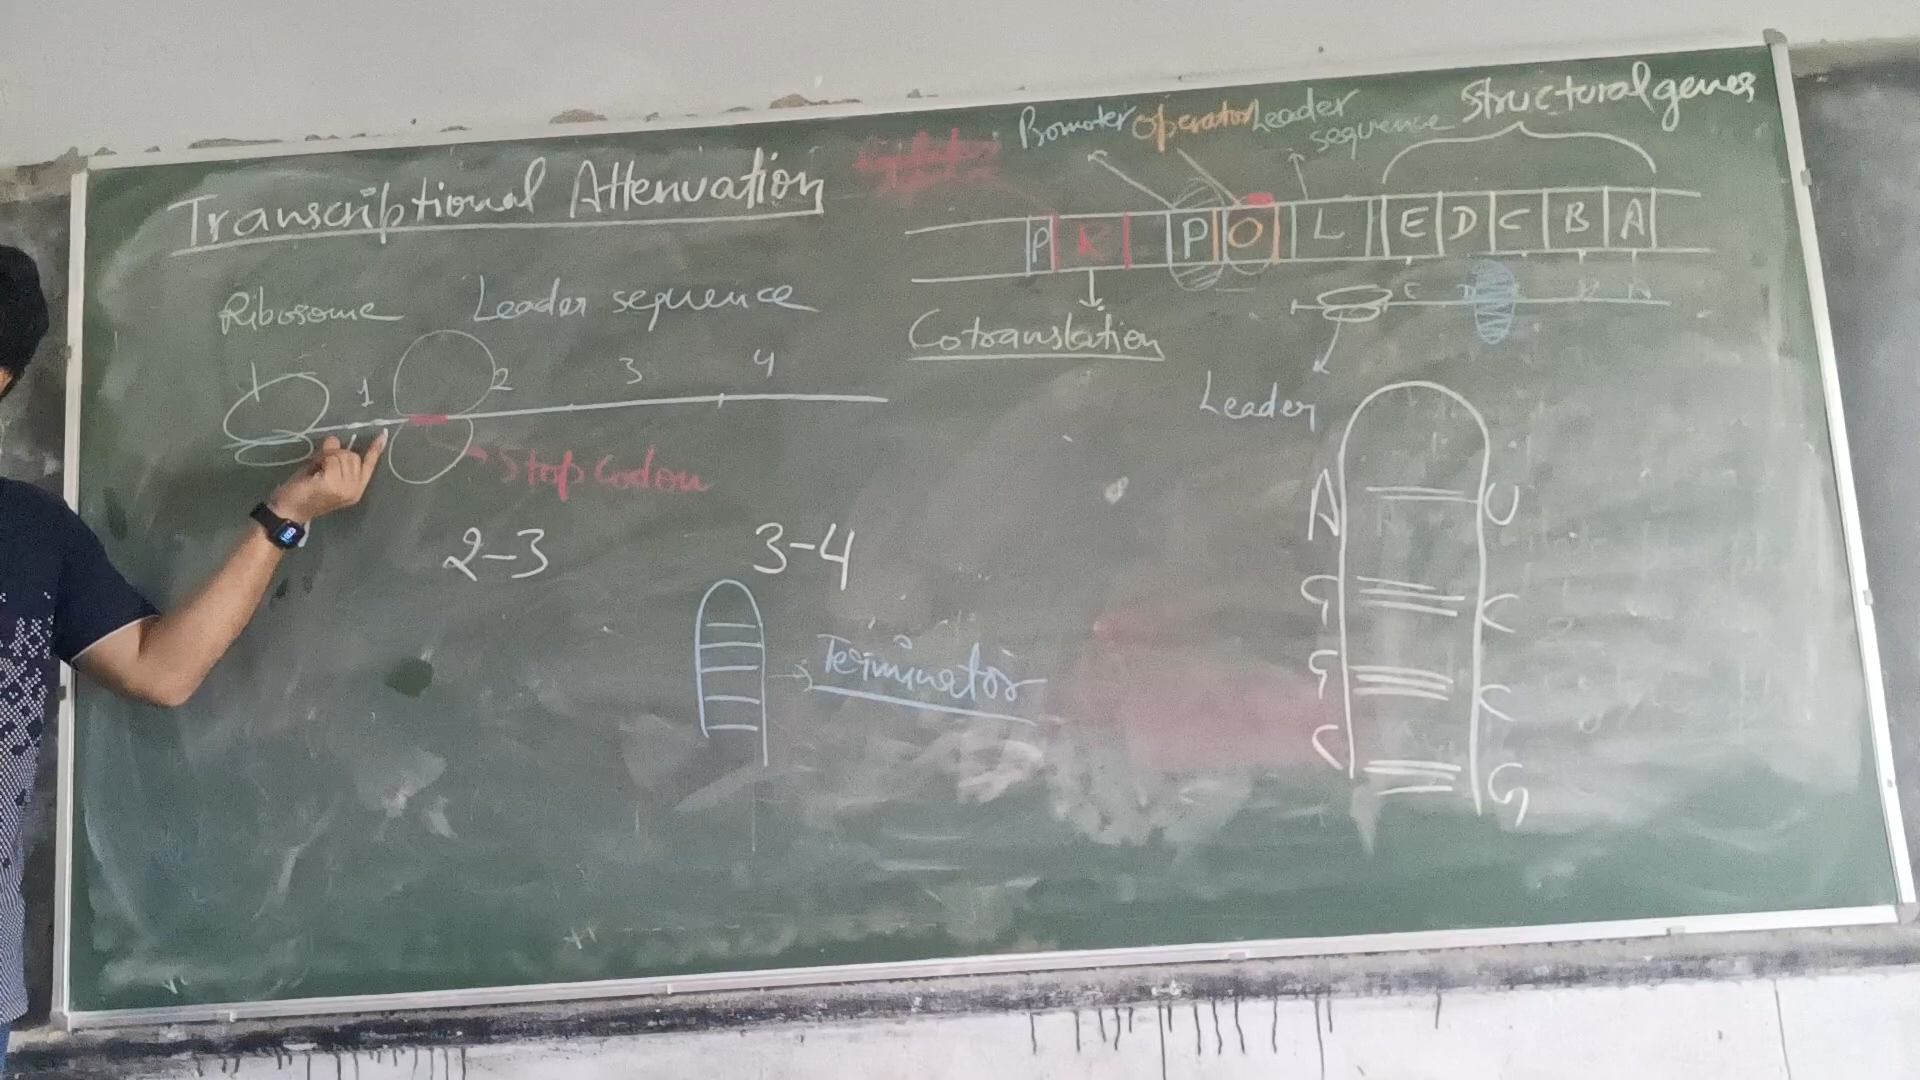 Transcriptional Attenuation
Promoter Operator Leader sequence Structural genes
P R P O L E D C B A
E D B A
Cotranslation
Leader
Ribosome Leader sequence
1 2 3 4
Stop Codon
2-3 3-4
Terminator
A U
G C
G C
C G